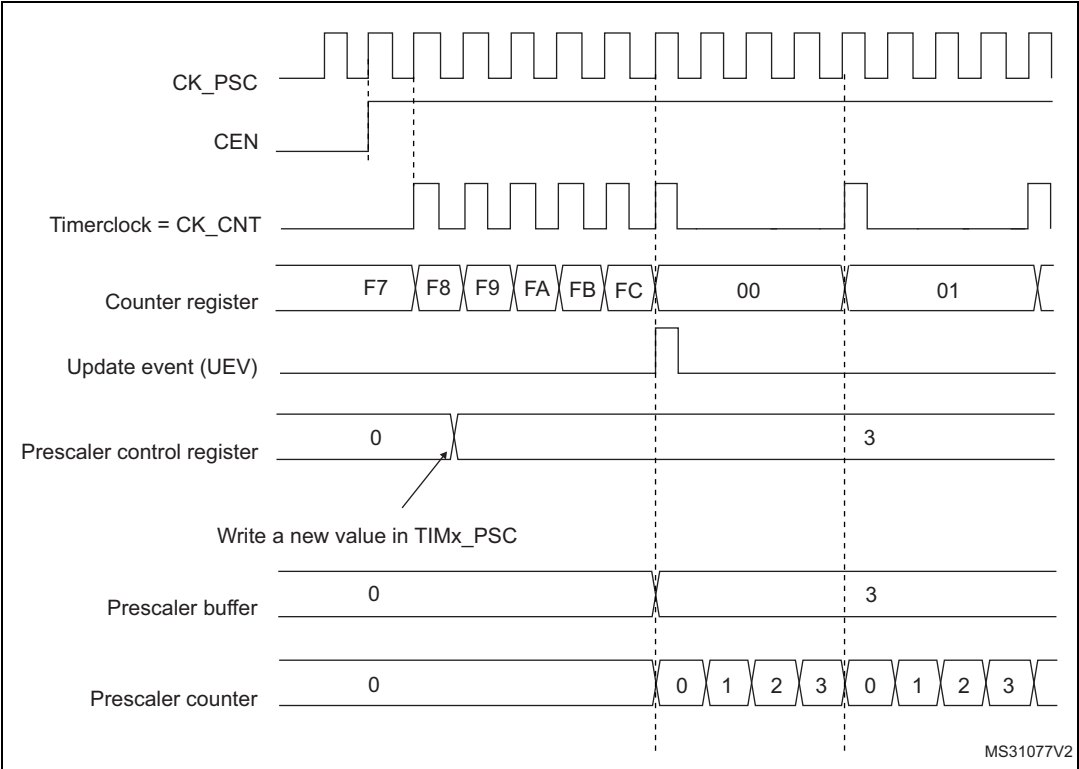 CK_PSC
CEN
Timerclock = CK_CNT
Counter register F7 F8 F9 FA FB FC 00 01
Update event (UEV)
Prescaler control register 0 3
Write a new value in TIMx_PSC
Prescaler buffer 0 3
Prescaler counter 0 0 1 2 3 0 1 2 3
MS31077V2